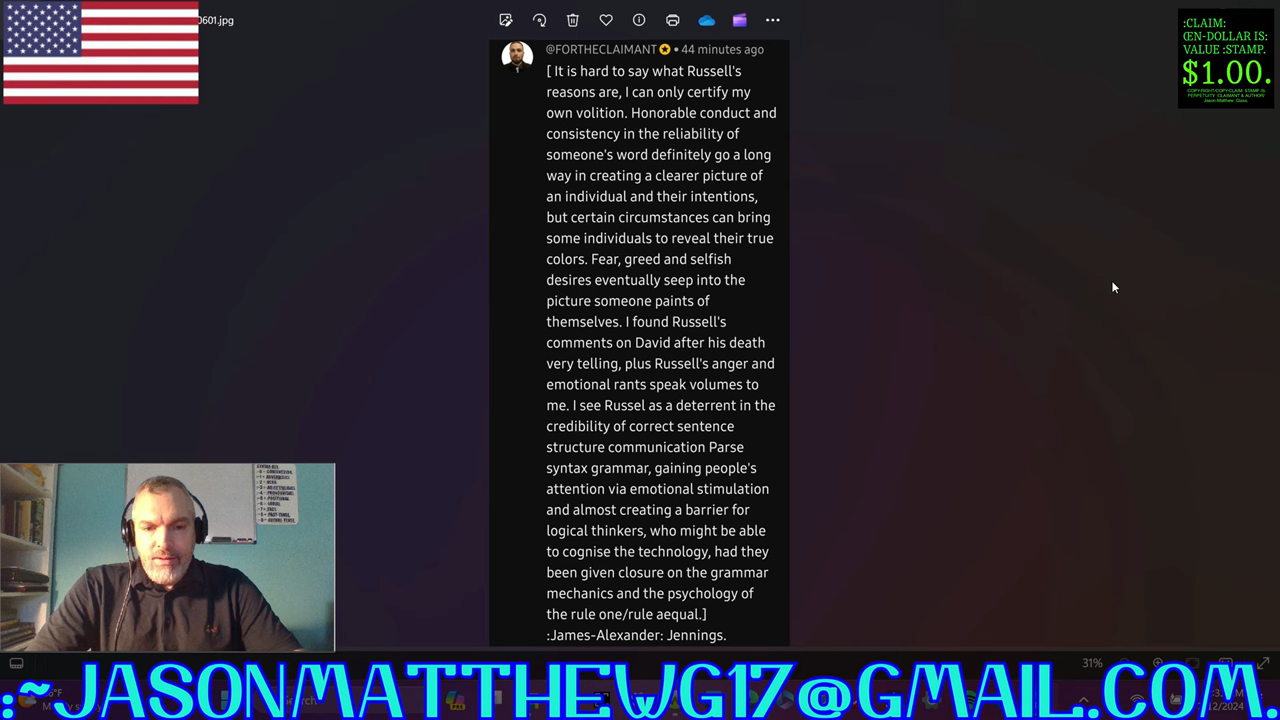 0601.jpg
:CLAIM:
ŒN-DOLLAR IS:
VALUE :STAMP.
$1.00.
Jason Matthew: Glass
@FORTHECLAIMANT • 44 minutes ago
[ It is hard to say what Russell's
reasons are, I can only certify my
own volition. Honorable conduct and
consistency in the reliability of
someone's word definitely go a long
way in creating a clearer picture of
an individual and their intentions,
but certain circumstances can bring
some individuals to reveal their true
colors. Fear, greed and selfish
desires eventually seep into the
picture someone paints of
themselves. I found Russell's
comments on David after his death
very telling, plus Russell's anger and
emotional rants speak volumes to
me. I see Russel as a deterrent in the
credibility of correct sentence
structure communication Parse
syntax grammar, gaining people's
attention via emotional stimulation
and almost creating a barrier for
logical thinkers, who might be able
to cognise the technology, had they
been given closure on the grammar
mechanics and the psychology of
the rule one/rule aequal.]
:James-Alexander: Jennings.
31%
:~JASONMATTHEWG17@GMAIL.COM.